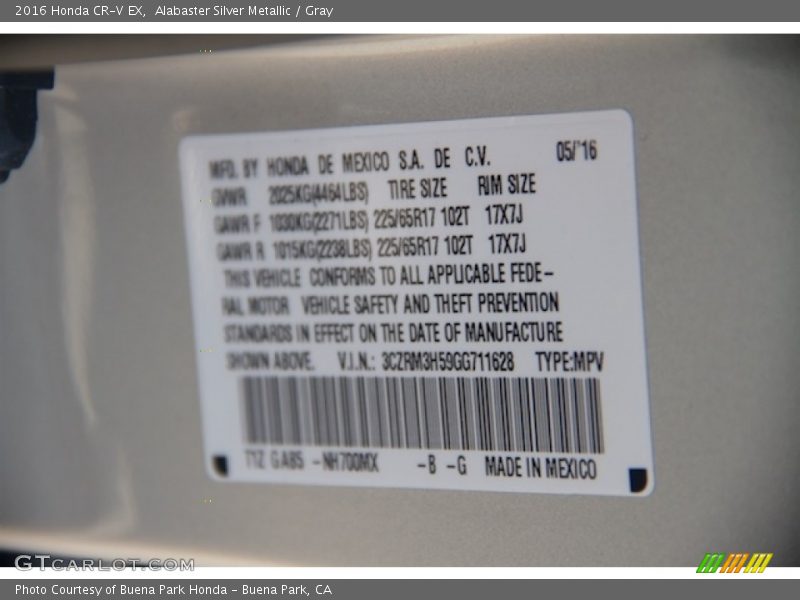 2016 Honda CR-V EX, Alabaster Silver Metallic / Gray
MFD. BY HONDA DE MEXICO S.A. DE C.V. 05/'16
GVWR 2025KG(4464LBS) TIRE SIZE RIM SIZE
GAWR F 1030KG(2271LBS) 225/65R17 102T 17X7J
GAWR R 1015KG(2238LBS) 225/65R17 102T 17X7J
THIS VEHICLE CONFORMS TO ALL APPLICABLE FEDE-
RAL MOTOR VEHICLE SAFETY AND THEFT PREVENTION
STANDARDS IN EFFECT ON THE DATE OF MANUFACTURE
SHOWN ABOVE. V.I.N.: 3CZRM3H59GG711628 TYPE:MPV
T1Z GA85 -NH700MX -B -G MADE IN MEXICO
GTCARLOT.COM
Photo Courtesy of Buena Park Honda - Buena Park, CA